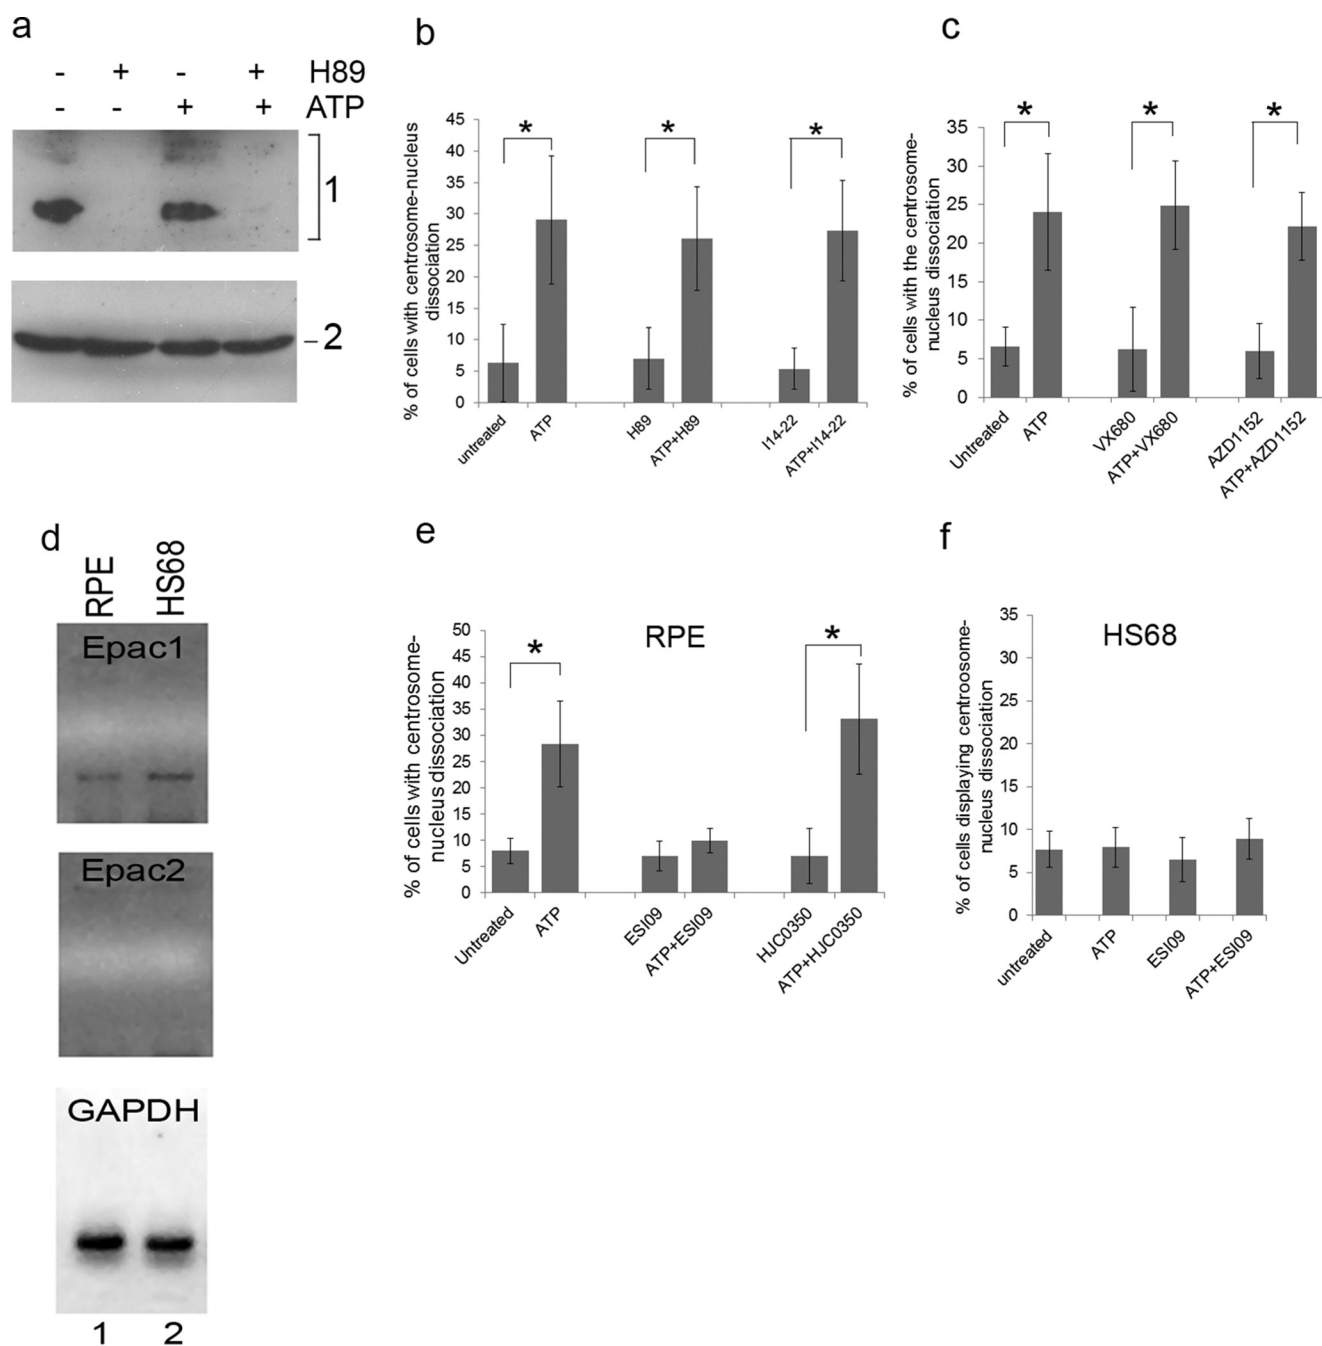 a
- + - + H89
- - + + ATP
1
2
b
% of cells with centrosome-nucleus
dissociation
45
40
35
30
25
20
15
10
5
0
* * *
untreated
ATP
H89
ATP+H89
I14-22
ATP+I14-22
c
% of cells with the centrosome-
nucleus dissociation
35
30
25
20
15
10
5
0
* * *
Untreated
ATP
VX680
ATP+VX680
AZD1152
ATP+AZD1152
d
RPE
HS68
Epac1
Epac2
GAPDH
1 2
e
RPE
% of cells with centrosome-
nucleus dissociation
50
45
40
35
30
25
20
15
10
5
0
* *
Untreated
ATP
ESI09
ATP+ESI09
HJC0350
ATP+HJC0350
f
HS68
% of cells displaying centroosome-
nucleus dissociation
35
30
25
20
15
10
5
0
untreated
ATP
ESI09
ATP+ESI09